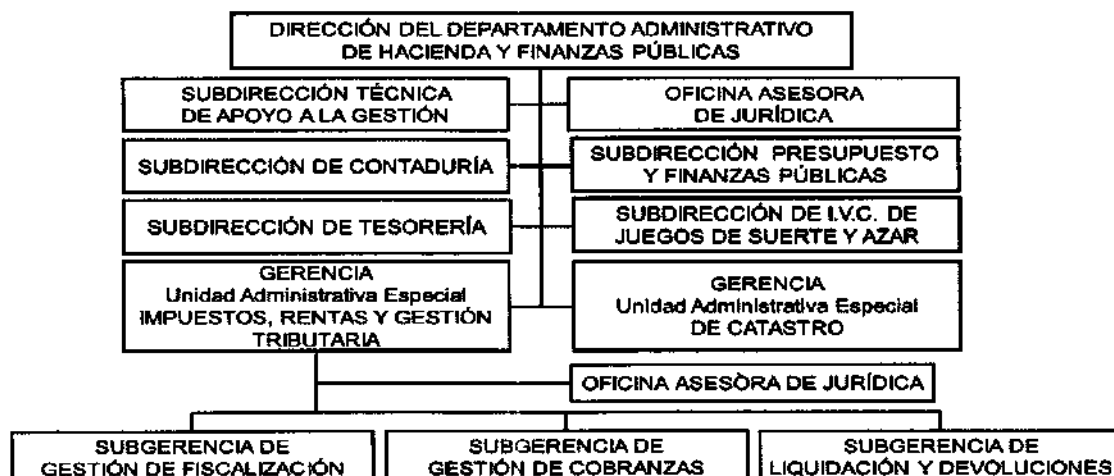 DIRECCIÓN DEL DEPARTAMENTO ADMINISTRATIVO
DE HACIENDA Y FINANZAS PÚBLICAS
SUBDIRECCIÓN TÉCNICA
DE APOYO A LA GESTIÓN
OFICINA ASESORA
DE JURÍDICA
SUBDIRECCIÓN DE CONTADURÍA
SUBDIRECCIÓN PRESUPUESTO
Y FINANZAS PÚBLICAS
SUBDIRECCIÓN DE TESORERÍA
SUBDIRECCIÓN DE I.V.C. DE
JUEGOS DE SUERTE Y AZAR
GERENCIA
Unidad Administrativa Especial
IMPUESTOS, RENTAS Y GESTIÓN
TRIBUTARIA
GERENCIA
Unidad Administrativa Especial
DE CATASTRO
OFICINA ASESORA DE JURÍDICA
SUBGERENCIA DE
GESTIÓN DE FISCALIZACIÓN
SUBGERENCIA DE
GESTIÓN DE COBRANZAS
SUBGERENCIA DE
LIQUIDACIÓN Y DEVOLUCIONES